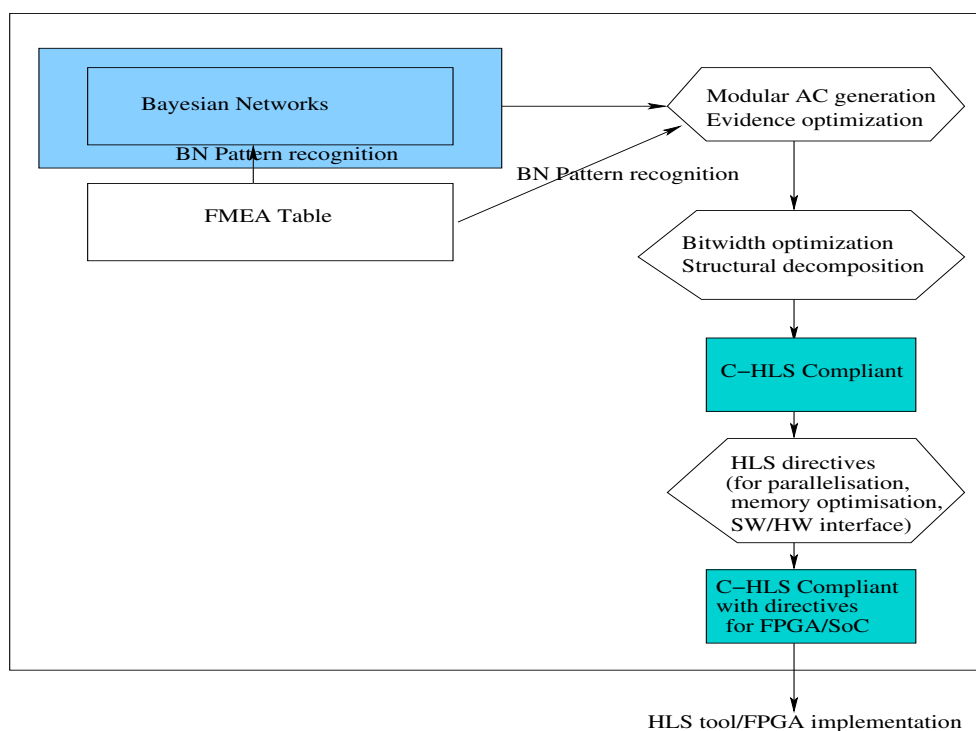 Bayesian Networks
BN Pattern recognition
FMEA Table
BN Pattern recognition
Modular AC generation
Evidence optimization
Bitwidth optimization
Structural decomposition
C−HLS Compliant
HLS directives
(for parallelisation,
memory optimisation,
SW/HW interface)
C−HLS Compliant
with directives
for FPGA/SoC
HLS tool/FPGA implementation